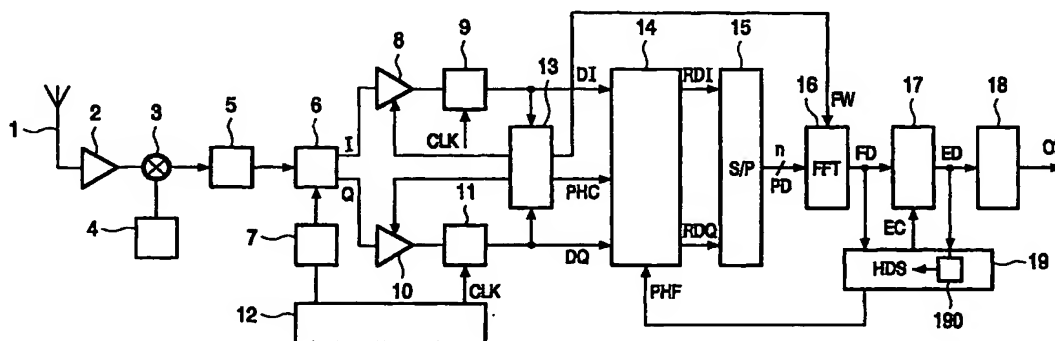 14
15
8
9
DI
RDI
13
16
17
18
1
2
3
5
6
I
CLK
FW
Q
S/P
n
PD
FFT
FD
ED
4
7
11
PHC
EC
10
DQ
RDQ
HDS
19
12
CLK
PHF
190